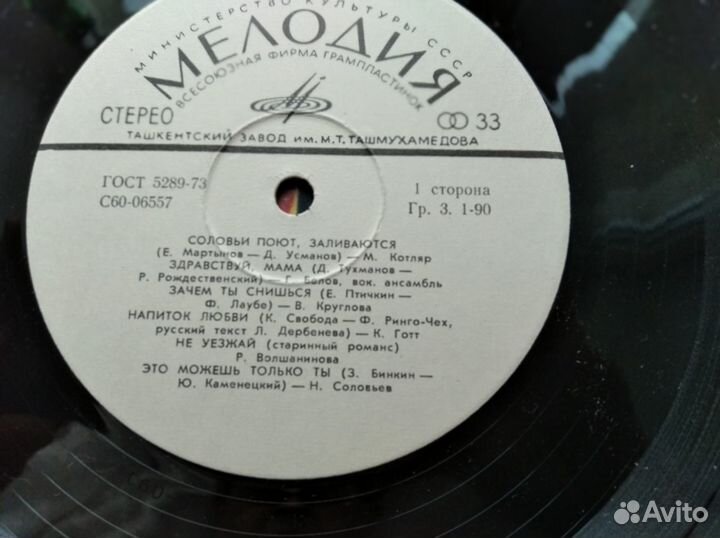 МИНИСТЕРСТВО КУЛЬТУРЫ СССР
МЕЛОДИЯ
ВСЕСОЮЗНАЯ ФИРМА ГРАМПЛАСТИНОК
СТЕРЕО
33
ТАШКЕНТСКИЙ ЗАВОД ИМ. М.Т. ТАШМУХАМЕДОВА
ГОСТ 5289-73
С60-06557
1 сторона
Гр. 3. 1-90
СОЛОВЬИ ПОЮТ, ЗАЛИВАЮТСЯ
(Е. Мартынов — Д. Усманов) — М. Котляр
ЗДРАВСТВУЙ, МАМА (Д. Тухманов —
Р. Рождественский) — Г. Белов, вок. ансамбль
ЗАЧЕМ ТЫ СНИШЬСЯ (Е. Птичкин —
Ф. Лаубе) — В. Круглова
НАПИТОК ЛЮБВИ (К. Свобода — Ф. Ринго-Чех,
русский текст Л. Дербенева) — К. Готт
НЕ УЕЗЖАЙ (старинный романс)
Р. Волшанинова
ЭТО МОЖЕШЬ ТОЛЬКО ТЫ (З. Бинкин —
Ю. Каменецкий) — Н. Соловьев
С60
Avito